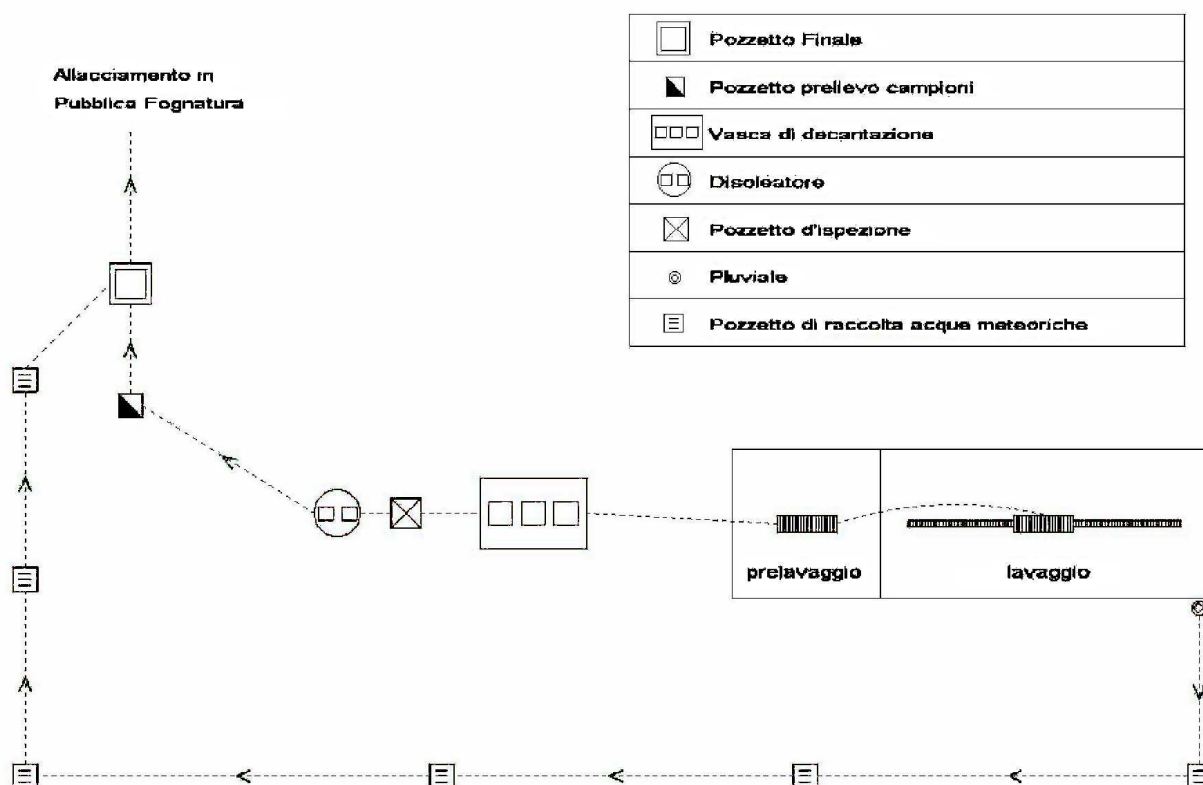 Allacciamento in
Pubblica Fognatura
Pozzetto Finale
Pozzetto prelievo campioni
Vasca di decantazione
Disoleatore
Pozzetto d'ispezione
Pluviale
Pozzetto di raccolta acque meteoriche
prelavaggio
lavaggio